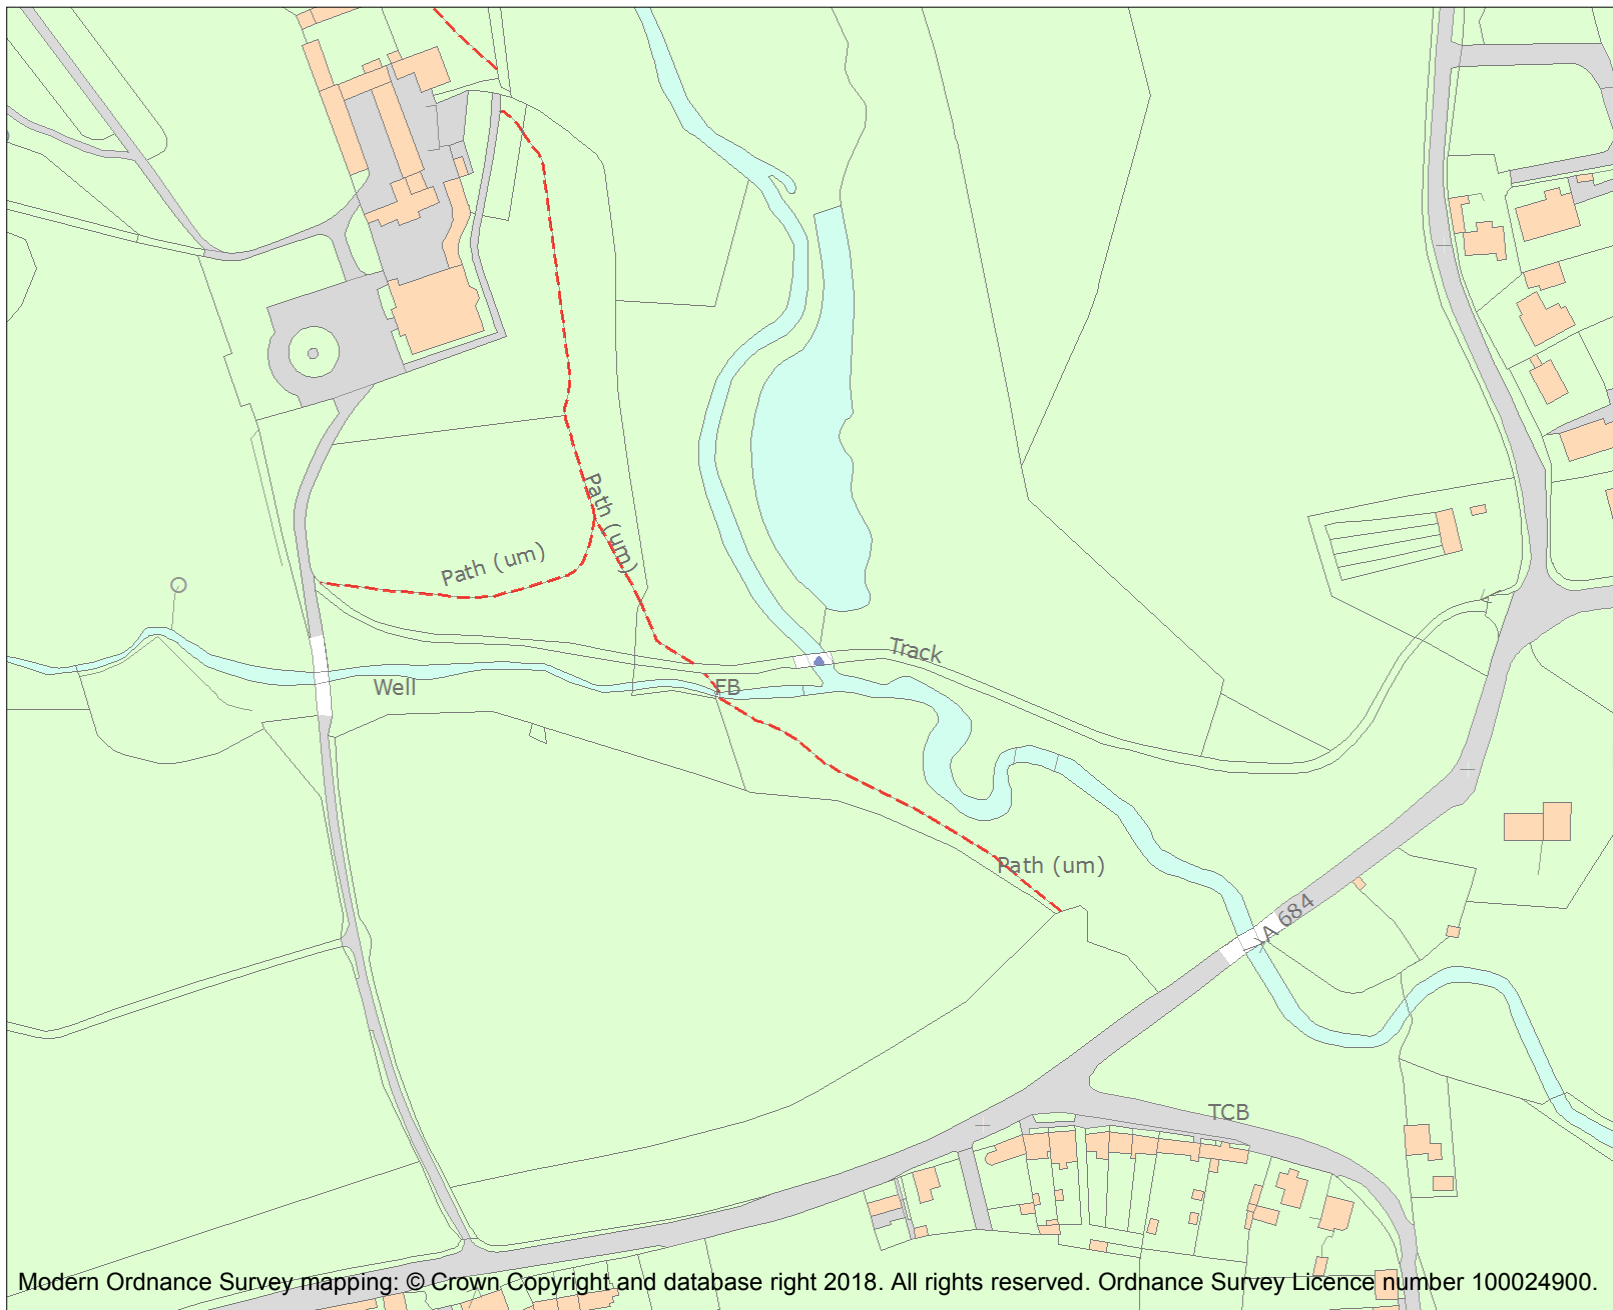 Path (um)
Path (um)
Track
Well
FB
Path (um)
A 684
TCB
Modern Ordnance Survey mapping: © Crown Copyright and database right 2018. All rights reserved. Ordnance Survey Licence number 100024900.